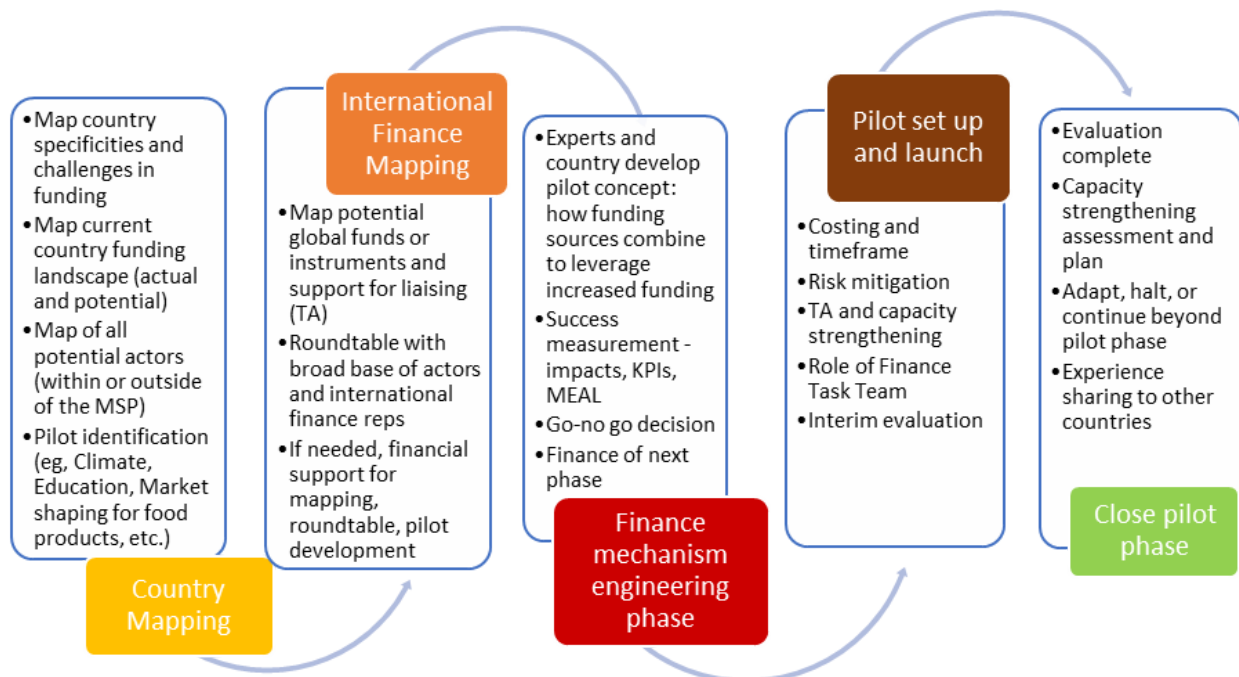 •Map country
specificities and
challenges in
funding
•Map current
country funding
landscape (actual
and potential)
•Map of all
potential actors
(within or outside
of the MSP)
•Pilot identification
(eg, Climate,
Education, Market
shaping for food
products, etc.)
Country
Mapping
International
Finance
Mapping
•Map potential
global funds or
instruments and
support for liaising
(TA)
•Roundtable with
broad base of actors
and international
finance reps
•If needed, financial
support for
mapping,
roundtable, pilot
development
•Experts and
country develop
pilot concept:
how funding
sources combine
to leverage
increased funding
•Success
measurement -
impacts, KPIs,
MEAL
•Go-no go decision
•Finance of next
phase
Finance
mechanism
engineering
phase
Pilot set up
and launch
•Costing and
timeframe
•Risk mitigation
•TA and capacity
strengthening
•Role of Finance
Task Team
•Interim evaluation
•Evaluation
complete
•Capacity
strengthening
assessment and
plan
•Adapt, halt, or
continue beyond
pilot phase
•Experience
sharing to other
countries
Close pilot
phase